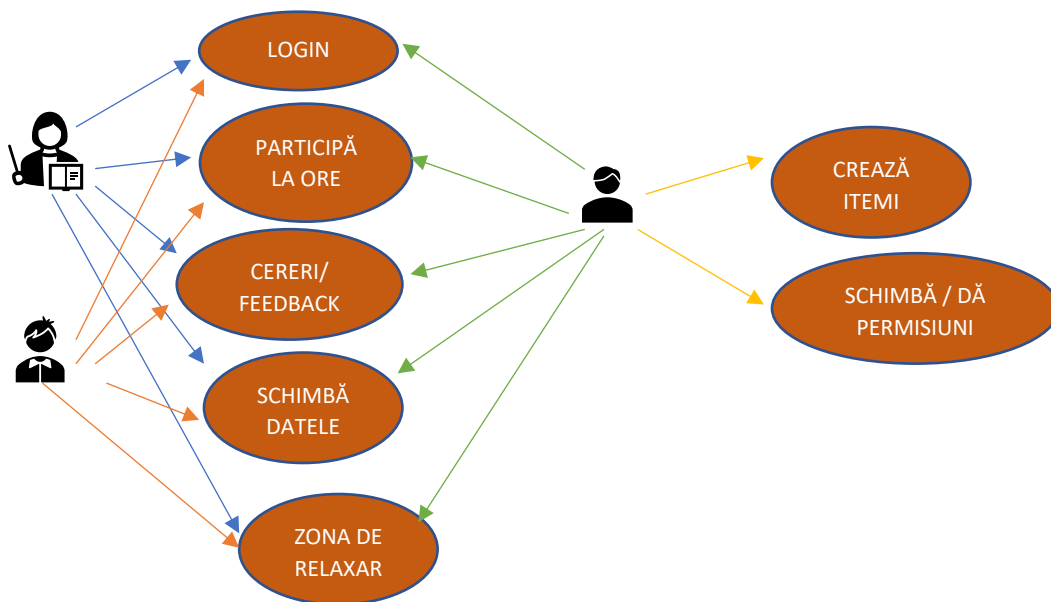 LOGIN
PARTICIPĂ
LA ORE
CERERI/
FEEDBACK
SCHIMBĂ
DATELE
ZONA DE
RELAXAR
CREAZĂ
ITEMI
SCHIMBĂ / DĂ
PERMISIUNI